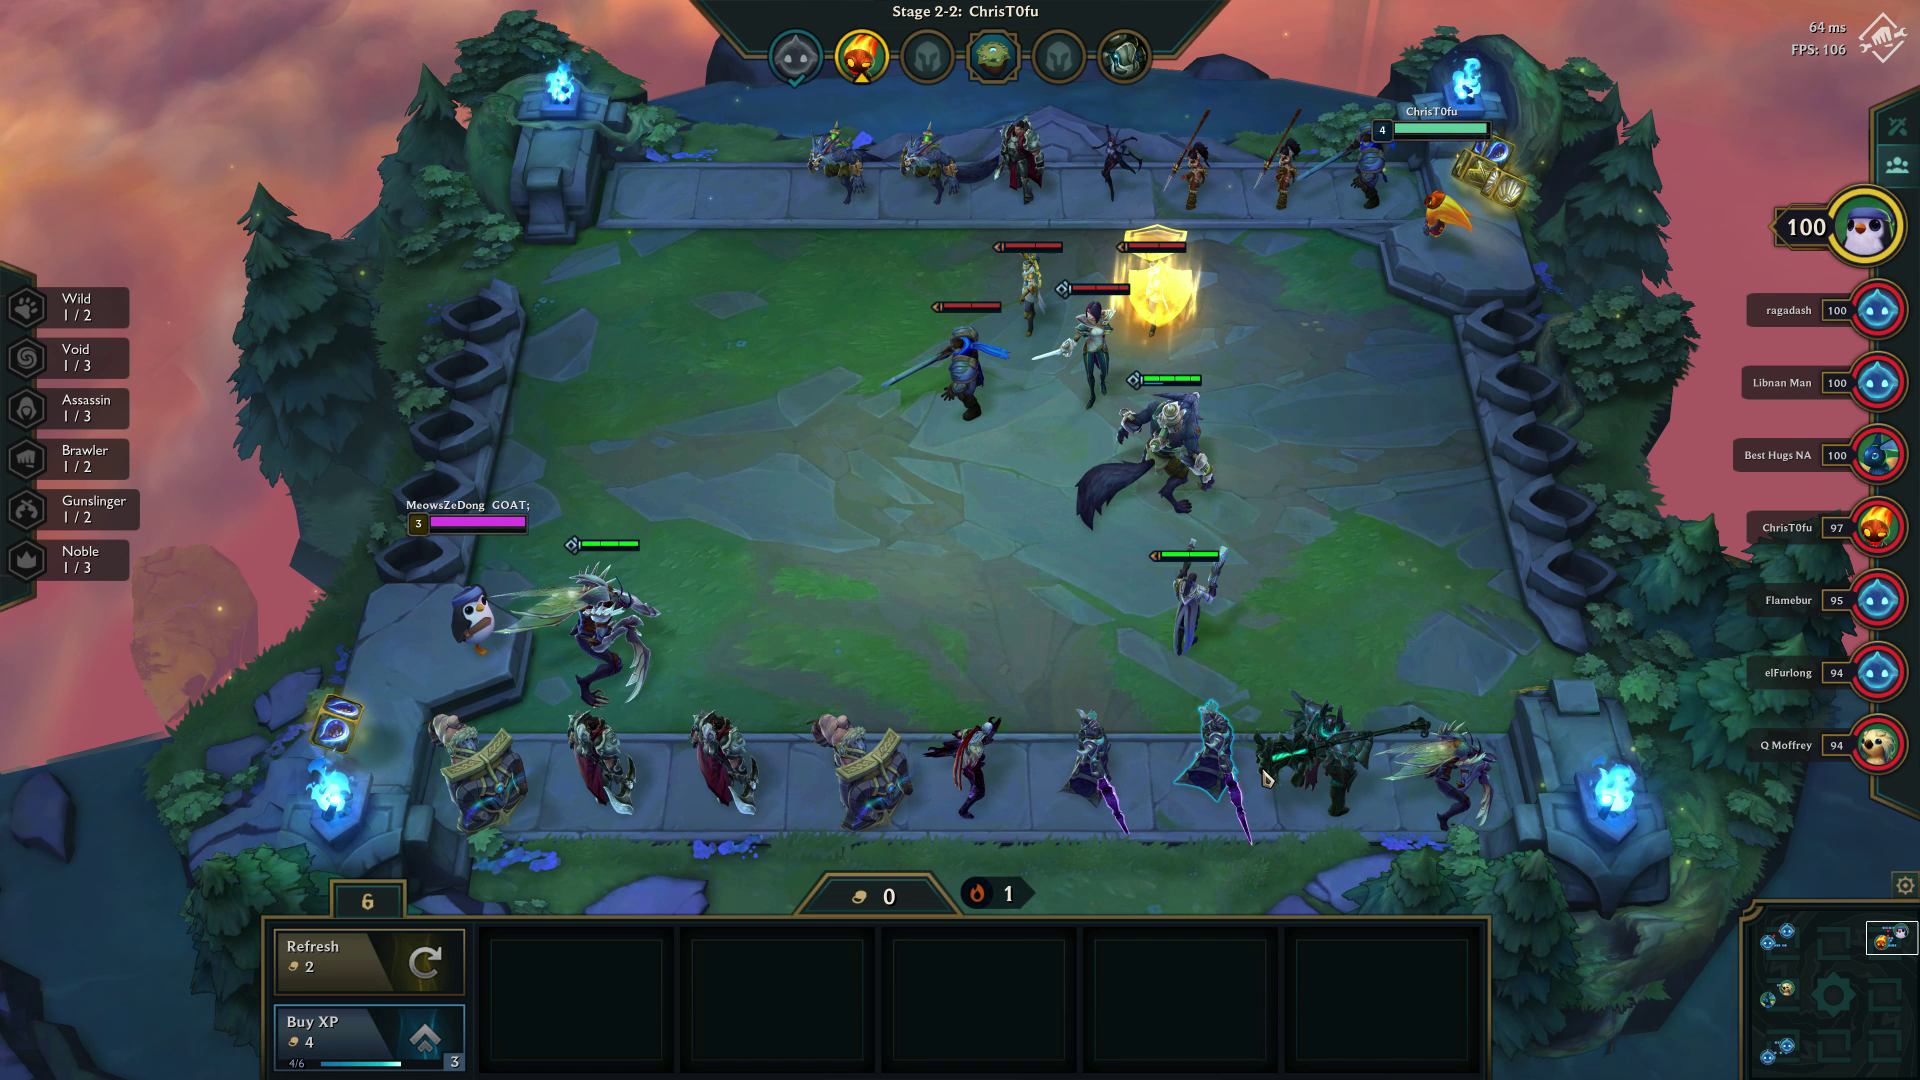 Stage 2-2: ChrisT0fu
64 ms
FPS: 106
ChrisT0fu
4
100
Wild
1 / 2
Void
1 / 3
Assassin
1 / 3
Brawler
1 / 2
Gunslinger
1 / 2
Noble
1 / 3
ragadash 100
Libnan Man 100
Best Hugs NA 100
ChrisT0fu 97
Flamebur 95
elFurlong 94
Q Moffrey 94
MeowsZeDong GOAT;
3
6
0
1
Refresh
2
Buy XP
4
4/6
3